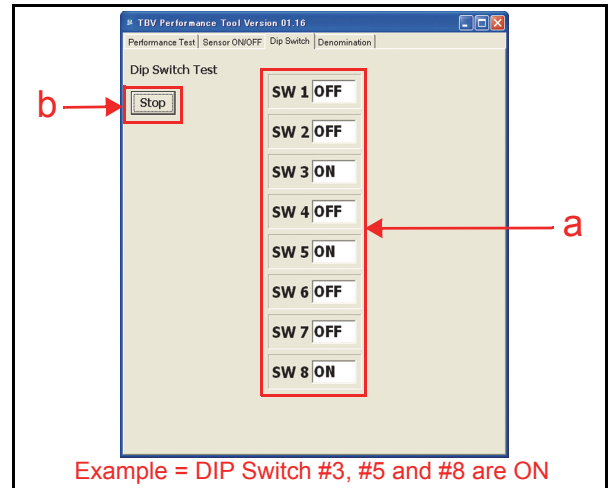 TBV Performance Tool Version 01.16
Performance Test Sensor ON/OFF Dip Switch Denomination
Dip Switch Test
b
Stop
SW 1 OFF
SW 2 OFF
SW 3 ON
SW 4 OFF
a
SW 5 ON
SW 6 OFF
SW 7 OFF
SW 8 ON
Example = DIP Switch #3, #5 and #8 are ON